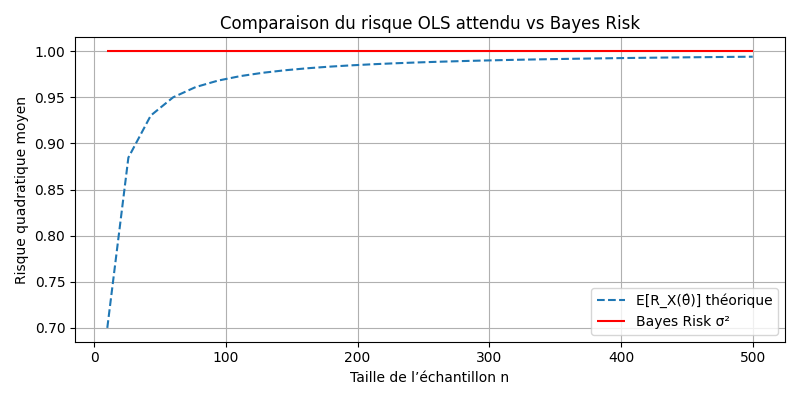 Comparaison du risque OLS attendu vs Bayes Risk
Risque quadratique moyen
1.00
0.95
0.90
0.85
0.80
0.75
0.70
0
100
200
300
400
500
Taille de l’échantillon n
E[R_X(θ̂)] théorique
Bayes Risk σ²